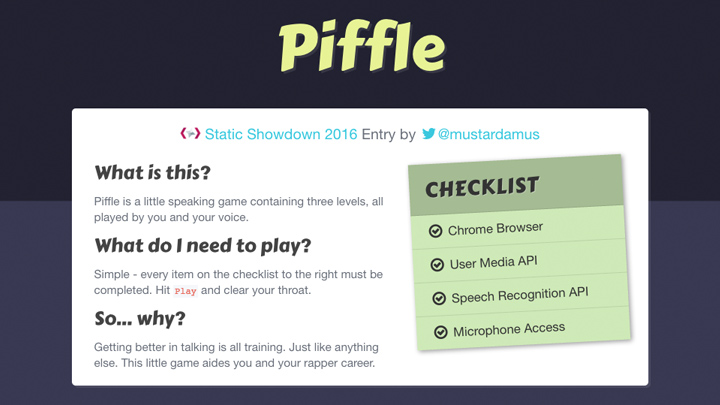 Piffle
Static Showdown 2016 Entry by @mustardamus
What is this?
Piffle is a little speaking game containing three levels, all
played by you and your voice.
What do I need to play?
Simple - every item on the checklist to the right must be
completed. Hit Play and clear your throat.
So... why?
Getting better in talking is all training. Just like anything
else. This little game aides you and your rapper career.
CHECKLIST
Chrome Browser
User Media API
Speech Recognition API
Microphone Access